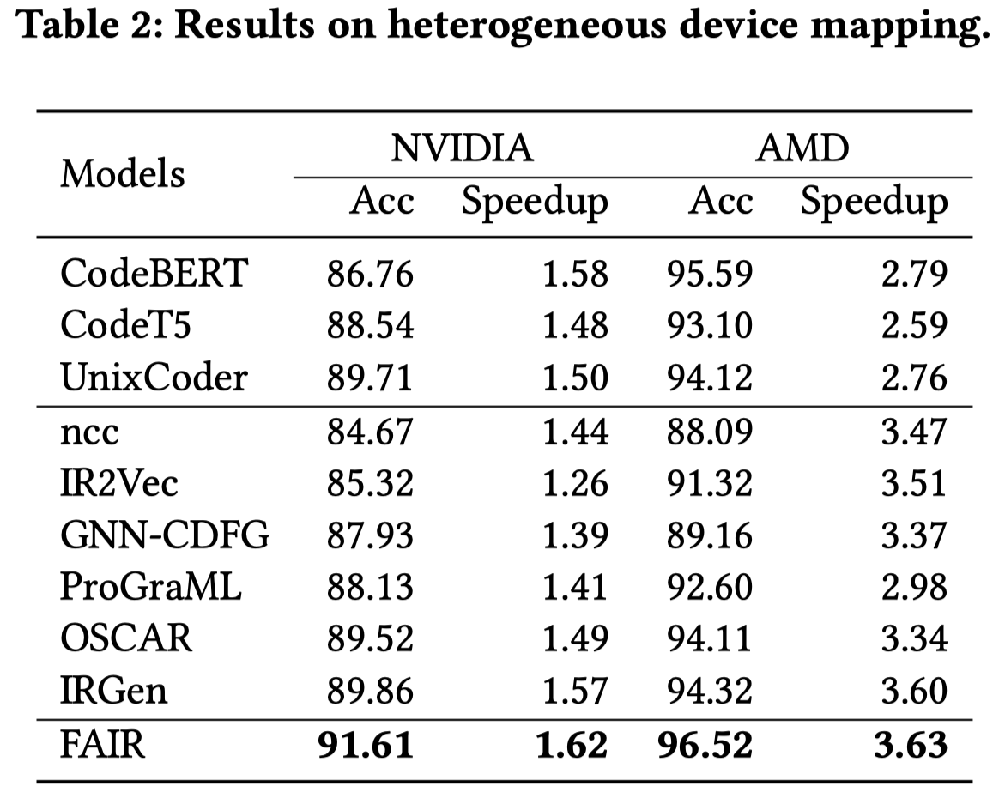 Table 2: Results on heterogeneous device mapping.
Models NVIDIA AMD
Acc Speedup Acc Speedup
CodeBERT 86.76 1.58 95.59 2.79
CodeT5 88.54 1.48 93.10 2.59
UnixCoder 89.71 1.50 94.12 2.76
ncc 84.67 1.44 88.09 3.47
IR2Vec 85.32 1.26 91.32 3.51
GNN-CDFG 87.93 1.39 89.16 3.37
ProGraML 88.13 1.41 92.60 2.98
OSCAR 89.52 1.49 94.11 3.34
IRGen 89.86 1.57 94.32 3.60
FAIR 91.61 1.62 96.52 3.63